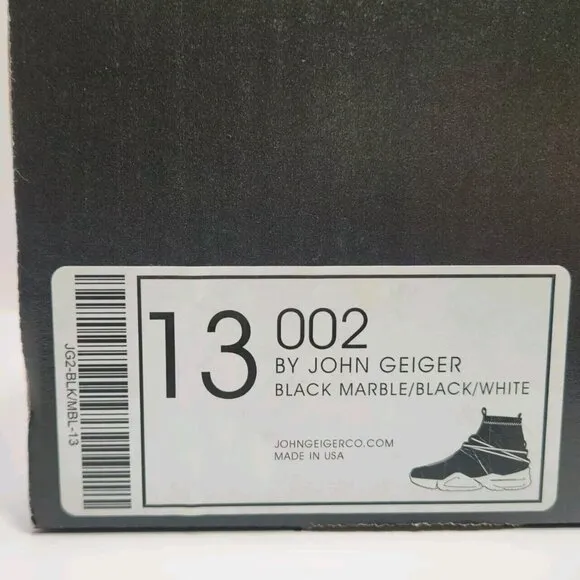 JG2-BLK/MBL-13
13
002
BY JOHN GEIGER
BLACK MARBLE/BLACK/WHITE
JOHNGEIGERCO.COM
MADE IN USA